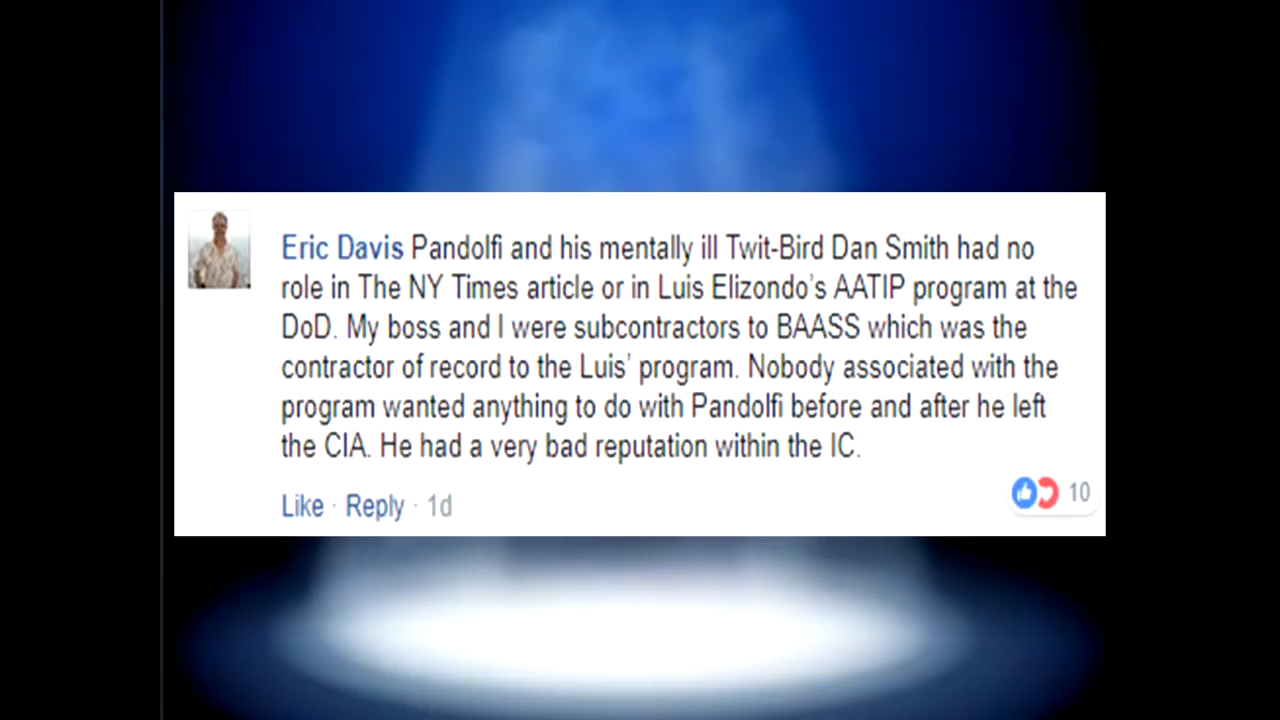 Eric Davis Pandolfi and his mentally ill Twit-Bird Dan Smith had no
role in The NY Times article or in Luis Elizondo's AATIP program at the
DoD. My boss and I were subcontractors to BAASS which was the
contractor of record to the Luis' program. Nobody associated with the
program wanted anything to do with Pandolfi before and after he left
the CIA. He had a very bad reputation within the IC.
Like · Reply · 1d
10